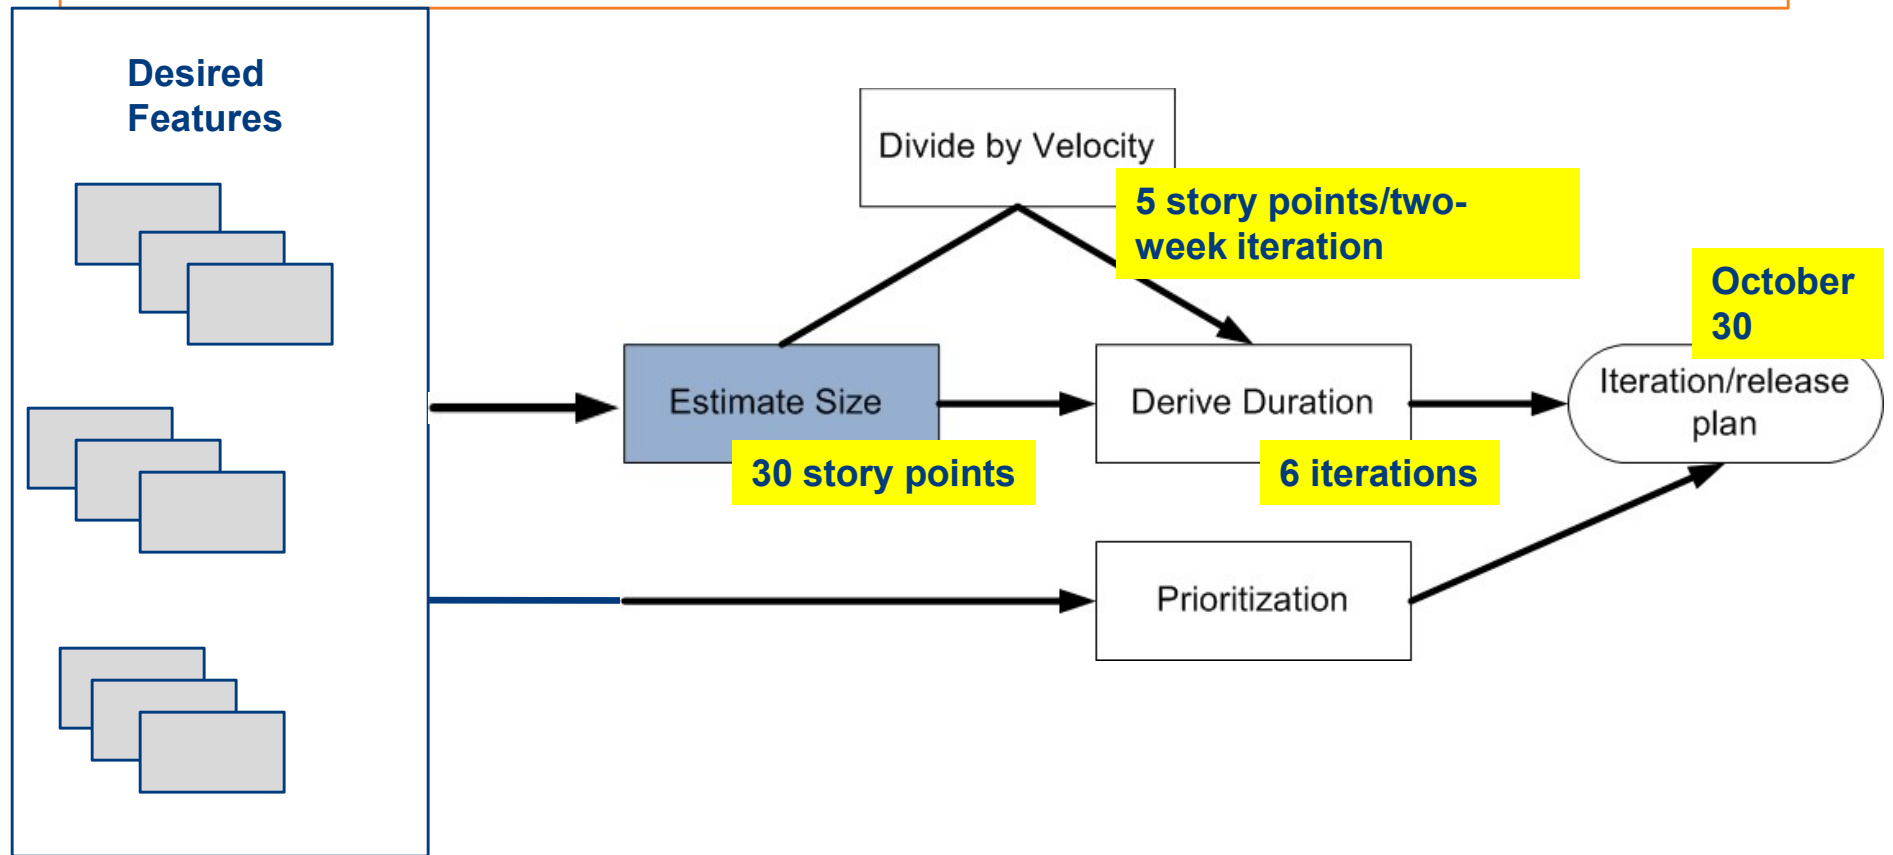 Desired
Features
Divide by Velocity
5 story points/two-
week iteration
October
30
Estimate Size
30 story points
Derive Duration
6 iterations
Iteration/release
plan
Prioritization